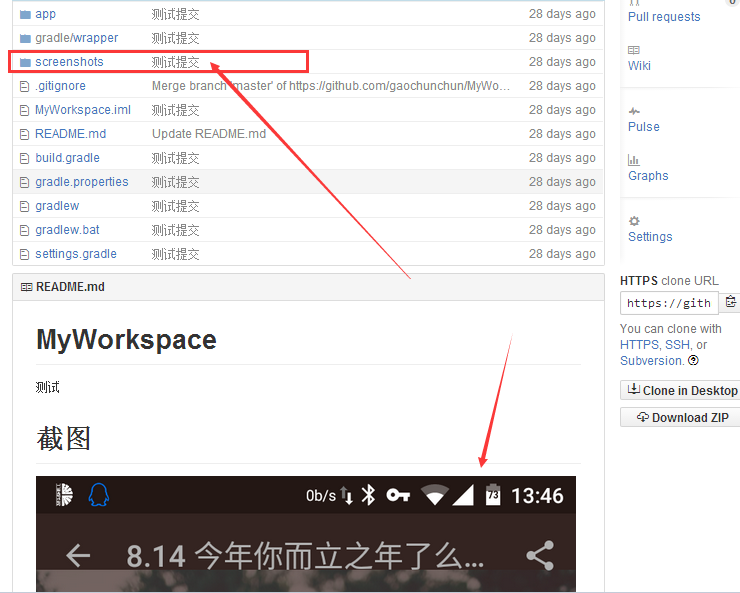 app 测试提交 28 days ago
gradle/wrapper 测试提交 28 days ago
screenshots 测试提交 28 days ago
.gitignore Merge branch 'master' of https://github.com/gaochunchun/MyWo... 28 days ago
MyWorkspace.iml 测试提交 28 days ago
README.md Update README.md 28 days ago
build.gradle 测试提交 28 days ago
gradle.properties 测试提交 28 days ago
gradlew 测试提交 28 days ago
gradlew.bat 测试提交 28 days ago
settings.gradle 测试提交 28 days ago
README.md
MyWorkspace
测试
截图
0b/s 73 13:46
8.14 今年你而立之年了么...
0
Pull requests
Wiki
Pulse
Graphs
Settings
HTTPS clone URL
https://gith
You can clone with
HTTPS, SSH, or
Subversion.
Clone in Desktop
Download ZIP